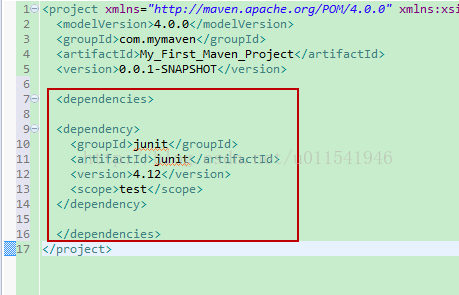 1 <project xmlns="http://maven.apache.org/POM/4.0.0" xmlns:xsi
2 <modelVersion>4.0.0</modelVersion>
3 <groupId>com.mymaven</groupId>
4 <artifactId>My_First_Maven_Project</artifactId>
5 <version>0.0.1-SNAPSHOT</version>
6
7 <dependencies>
8
9 <dependency>
10 <groupId>junit</groupId>
11 <artifactId>junit</artifactId>
12 <version>4.12</version>
13 <scope>test</scope>
14 </dependency>
15
16 </dependencies>
17 </project>